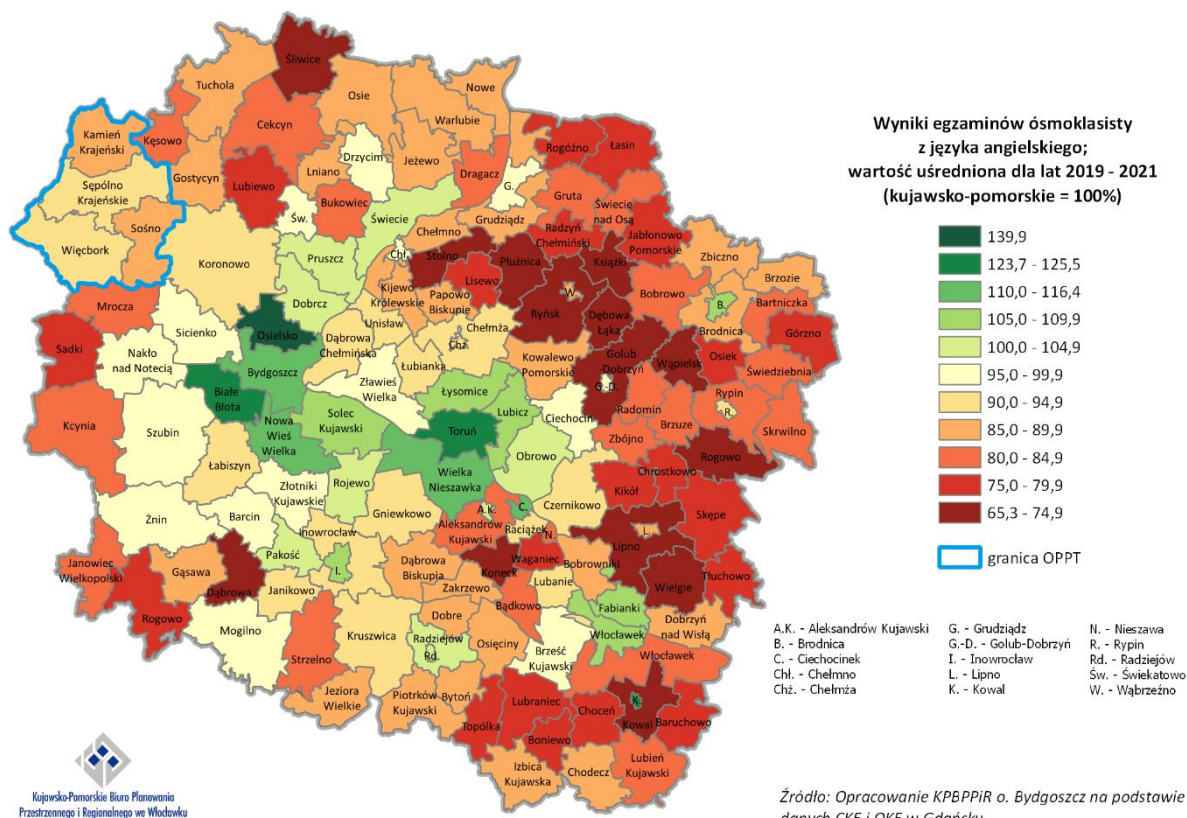 Wyniki egzaminów ósmoklasisty
z języka angielskiego;
wartość uśredniona dla lat 2019 - 2021
(kujawsko-pomorskie = 100%)
139,9
123,7 - 125,5
110,0 - 116,4
105,0 - 109,9
100,0 - 104,9
95,0 - 99,9
90,0 - 94,9
85,0 - 89,9
80,0 - 84,9
75,0 - 79,9
65,3 - 74,9
granica OPPT
Śliwice
Tuchola
Osie
Nowe
Warlubie
Kamień
Krajeński
Kęsowo
Cekcyn
Drzycim
Jeżewo
Rogóźno
Łasin
Gostycyn
Lubiewo
Lniano
Dragacz
G.
Sępólno
Krajeńskie
Bukowiec
Gruta
Świecie
nad Osą
Św.
Świecie
Grudziądz
Sośno
Więcbork
Koronowo
Pruszcz
Chełmno
Radzyń
Chełmiński
Jabłonowo
Pomorskie
Chł.
Stolno
Płużnica
Książki
Zbiczno
Brzozie
Mrocza
Dobrcz
Kijewo
Królewskie
Lisewo
Papowo
Biskupie
W.
Bobrowo
B.
Bartniczka
Sicienko
Osielsko
Unisław
Ryńsk
Dębowa
Łąka
Brodnica
Górzno
Sadki
Nakło
nad Notecią
Dąbrowa
Chełmińska
Chełmża
Chż.
Bydgoszcz
Łubianka
Kowalewo
Pomorskie
Golub
-Dobrzyń
G.-D.
Wąpielsk
Osiek
Świedziebnia
Białe
Błota
Zławieś
Wielka
Łysomice
Kcynia
Szubin
Nowa
Wieś
Wielka
Solec
Kujawski
Toruń
Lubicz
Ciechocin
Radomin
Rypin
R.
Skrwilno
Brzuze
Zbójno
Łabiszyn
Wielka
Nieszawka
Obrowo
Rogowo
Złotniki
Kujawskie
Rojewo
Chrostkowo
Kikół
Skępe
Żnin
Barcin
Gniewkowo
A.K.
C.
Czernikowo
Inowrocław
Aleksandrów
Kujawski
Raciążek
N.
L.
Lipno
Janowiec
Wielkopolski
Gąsawa
Dąbrowa
Pakość
I.
Dąbrowa
Biskupia
Koneck
Waganiec
Bobrowniki
Wielgie
Tłuchowo
Rogowo
Janikowo
Zakrzewo
Lubanie
Bądkowo
Fabianki
Dobrzyń
nad Wisłą
Mogilno
Strzelno
Kruszwica
Dobre
Radziejów
Rd.
Osięciny
Brześć
Kujawski
Włocławek
Włocławek
Jeziora
Wielkie
Piotrków
Kujawski
Bytoń
Topólka
Lubraniec
Boniewo
Choceń
K.
Kowal
Baruchowo
Izbica
Kujawska
Chodecz
Lubień
Kujawski
A.K. - Aleksandrów Kujawski
B. - Brodnica
C. - Ciechocinek
Chł. - Chełmno
Chż. - Chełmża
G. - Grudziądz
G.-D. - Golub-Dobrzyń
I. - Inowrocław
L. - Lipno
K. - Kowal
N. - Nieszawa
R. - Rypin
Rd. - Radziejów
Św. - Świekatowo
W. - Wąbrzeźno
Kujawsko-Pomorskie Biuro Planowania
Przestrzennego i Regionalnego we Włocławku
Źródło: Opracowanie KPBPPiR o. Bydgoszcz na podstawie
danych CKE i OKE w Gdańsku